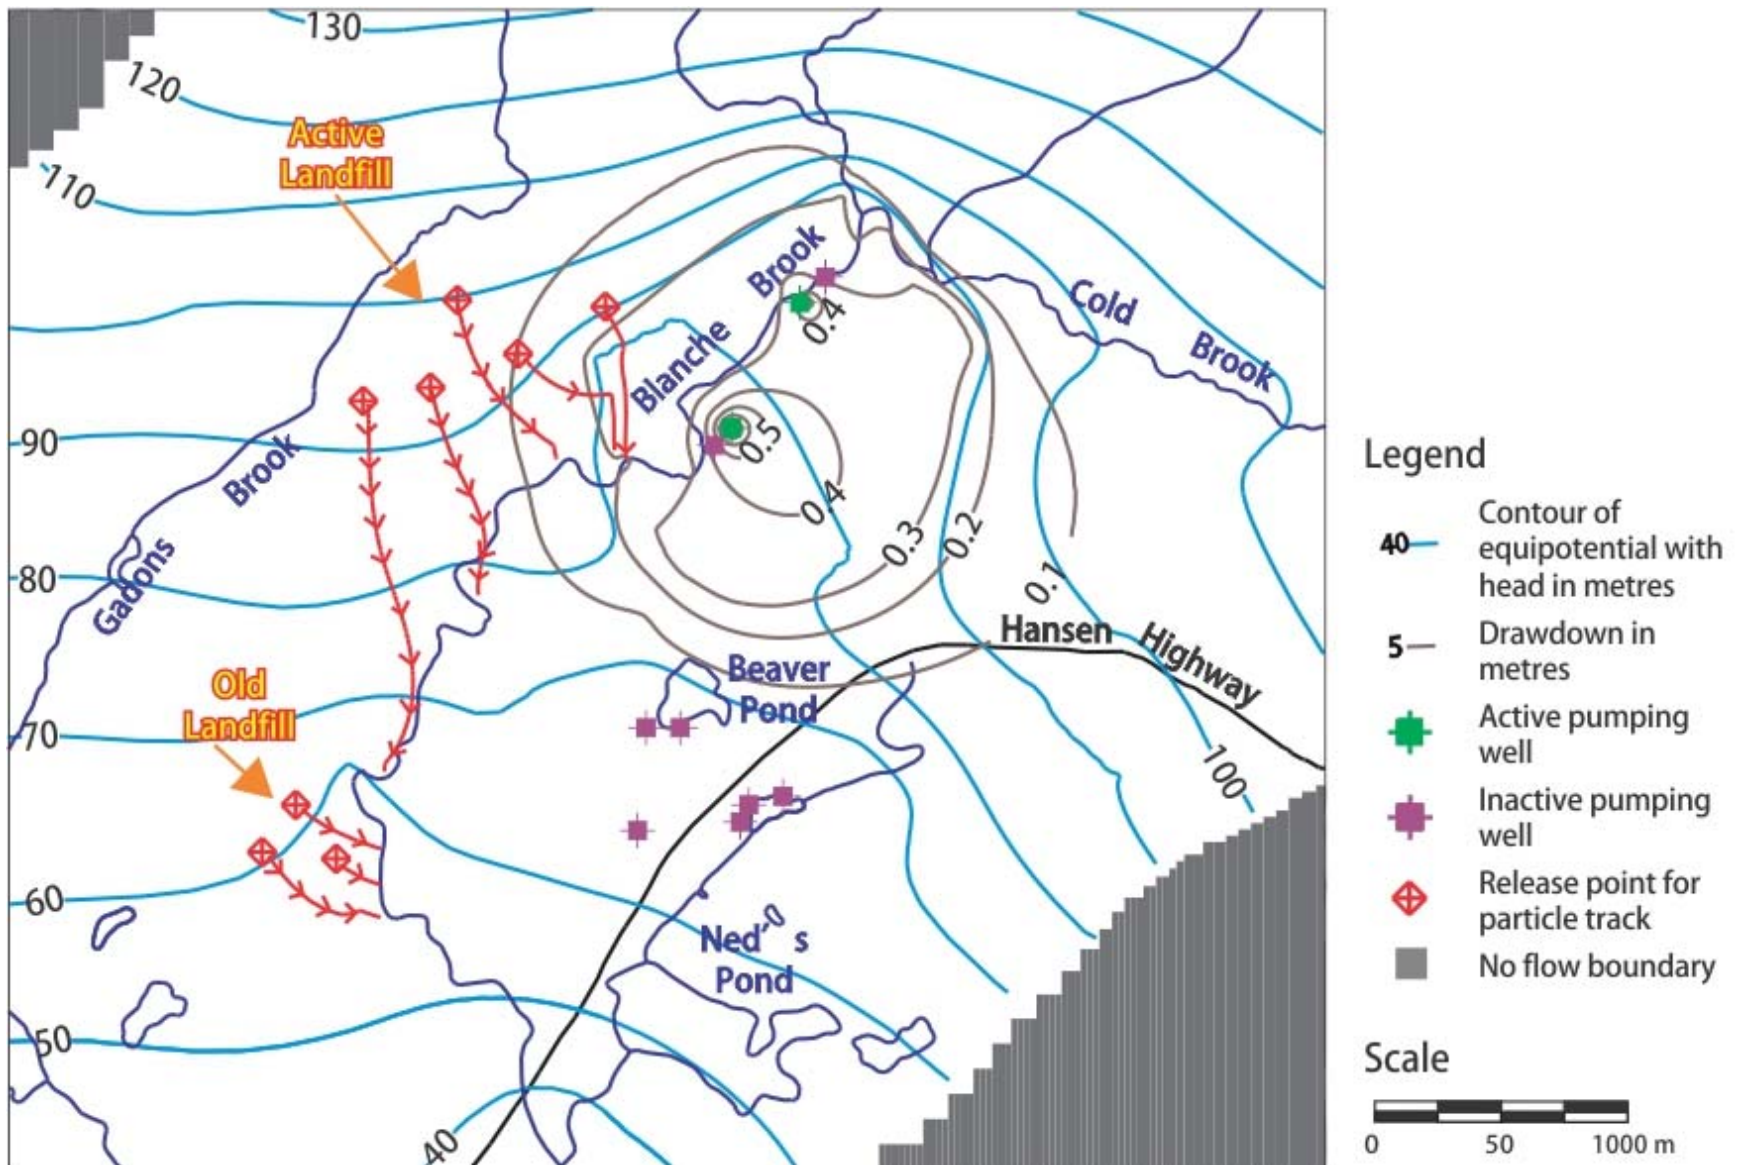 130
120
Active
Landfill
110
Brook
0.4
Cold
Brook
Blanche
90
Brook
0.5
0.4
0.3
0.2
0.1
80
Gadons
Hansen Highway
Old
Landfill
Beaver
Pond
70
100
60
Ned's
Pond
50
40
Legend
40
Contour of
equipotential with
head in metres
5
Drawdown in
metres
Active pumping
well
Inactive pumping
well
Release point for
particle track
No flow boundary
Scale
0 50 1000 m